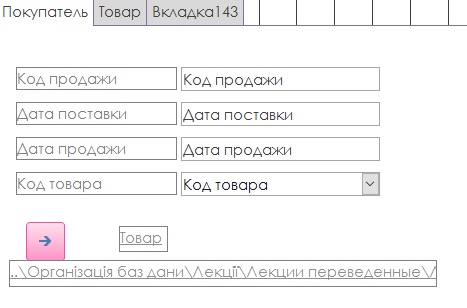 Покупатель Товар Вкладка143
Код продажи Код продажи
Дата поставки Дата поставки
Дата продажи Дата продажи
Код товара Код товара
Товар
..\Організація баз дани\Лекції\Лекции переведенные\/